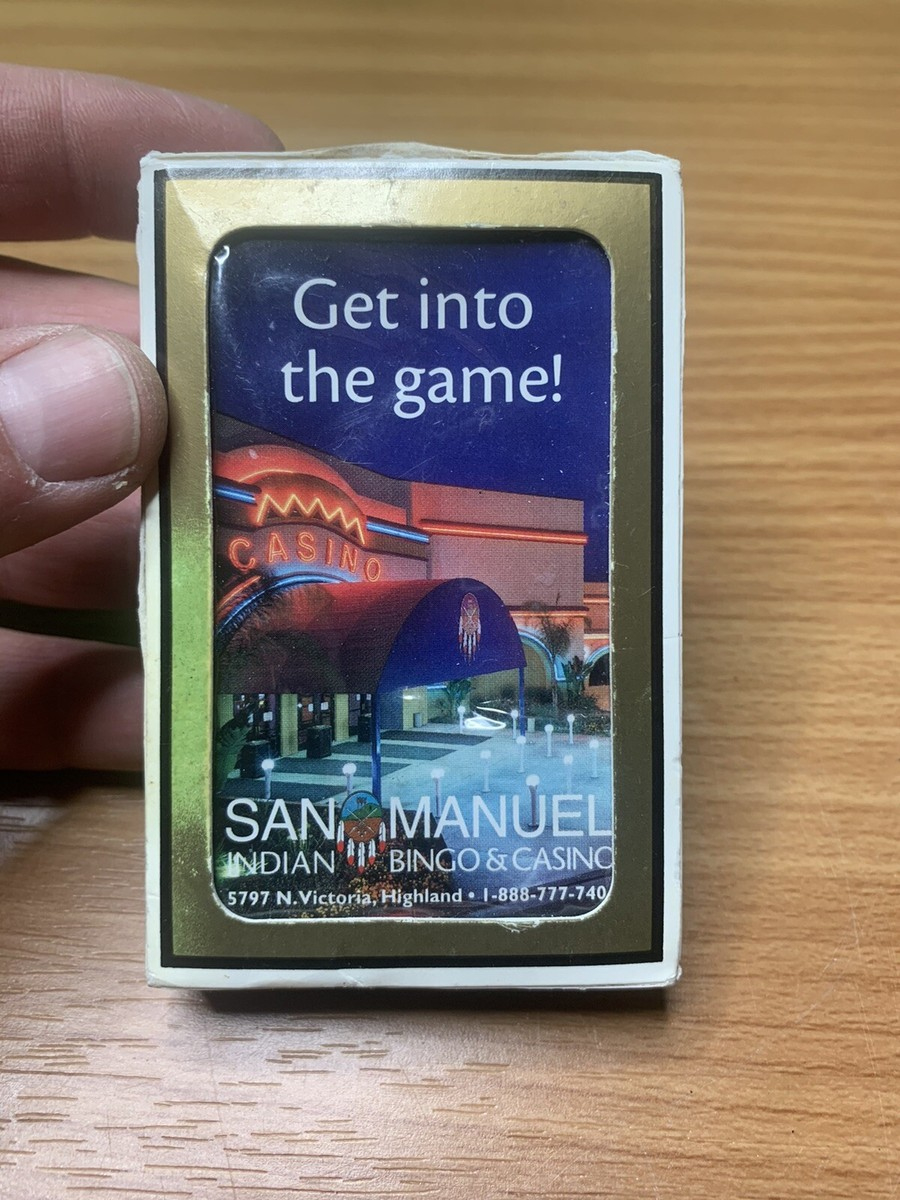 Get into
the game!
CASINO
SAN MANUEL
INDIAN BINGO & CASINO
5797 N. Victoria, Highland • 1-888-777-740